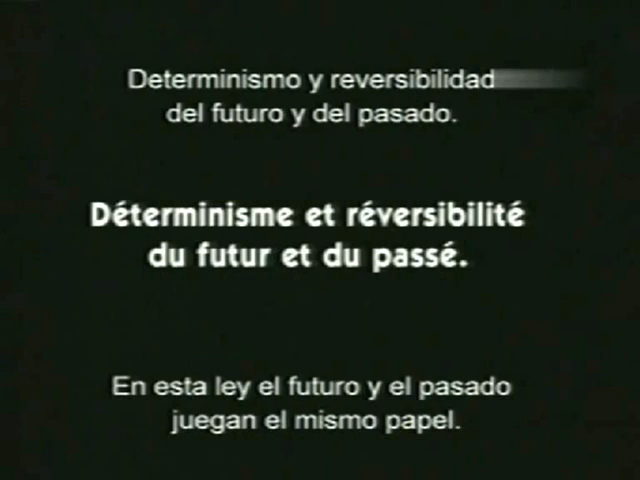 Determinismo y reversibilidad
del futuro y del pasado.
Déterminisme et réversibilité
du futur et du passé.
En esta ley el futuro y el pasado
juegan el mismo papel.